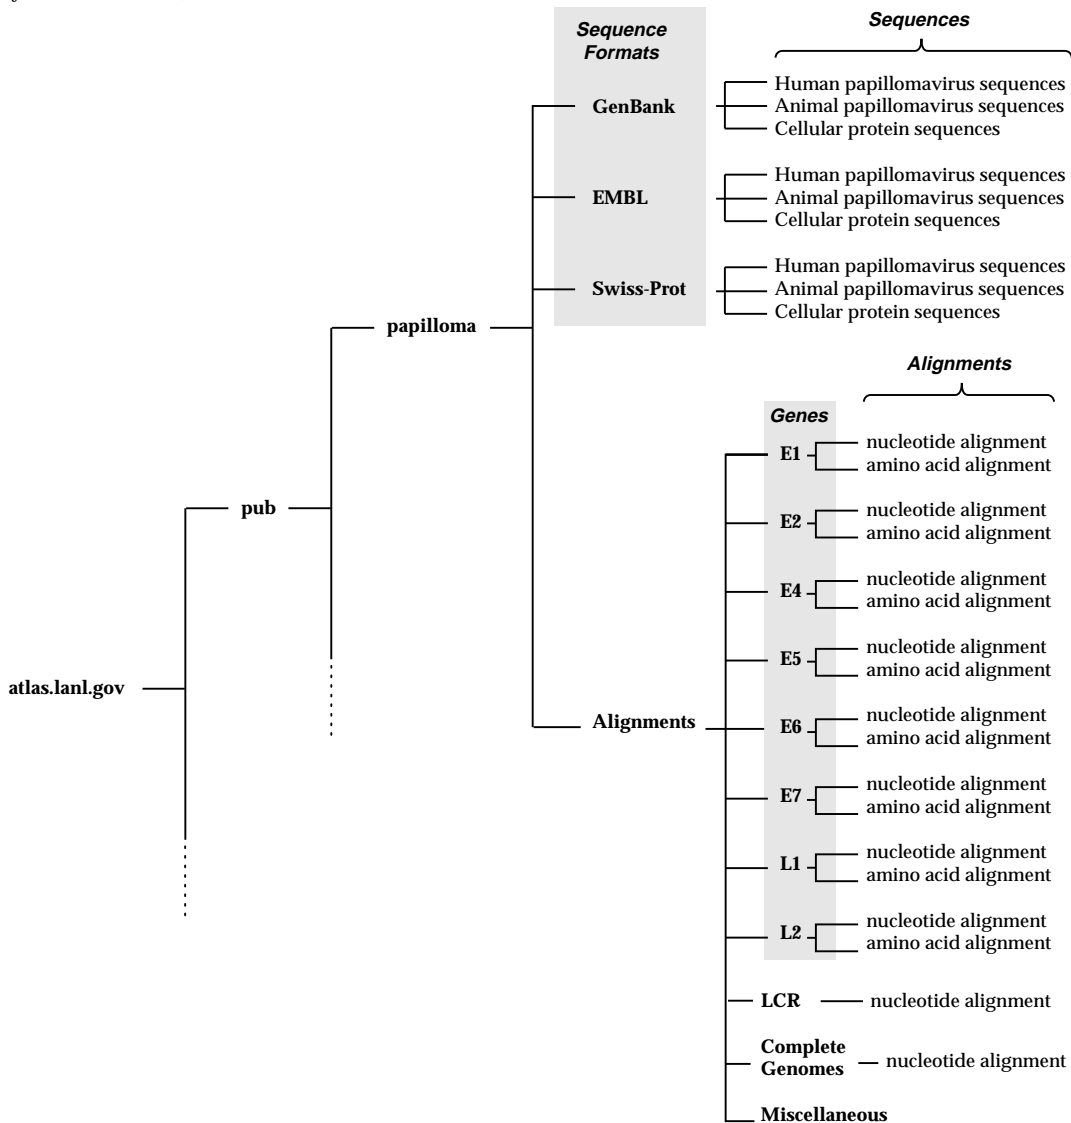 Sequences
Sequence
Formats
Human papillomavirus sequences
GenBank
Animal papillomavirus sequences
Cellular protein sequences
Human papillomavirus sequences
EMBL
Animal papillomavirus sequences
Cellular protein sequences
Human papillomavirus sequences
Swiss-Prot
Animal papillomavirus sequences
Cellular protein sequences
papilloma
Alignments
Genes
nucleotide alignment
E1
amino acid alignment
pub
nucleotide alignment
E2
amino acid alignment
nucleotide alignment
E4
amino acid alignment
nucleotide alignment
E5
amino acid alignment
atlas.lanl.gov
Alignments
nucleotide alignment
E6
amino acid alignment
nucleotide alignment
E7
amino acid alignment
nucleotide alignment
L1
amino acid alignment
nucleotide alignment
L2
amino acid alignment
LCR
nucleotide alignment
Complete
Genomes
nucleotide alignment
Miscellaneous